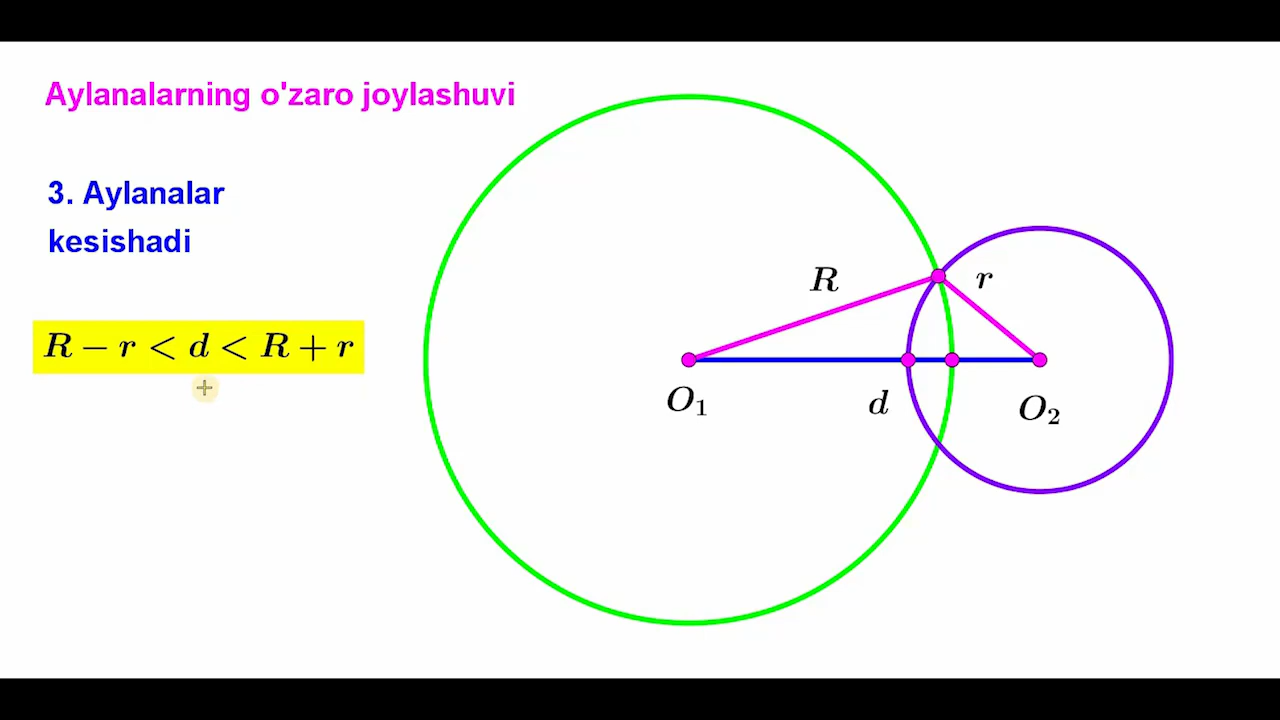 Aylanalarning o'zaro joylashuvi
3. Aylanalar
kesishadi
R − r < d < R + r
R
r
O₁
d
O₂